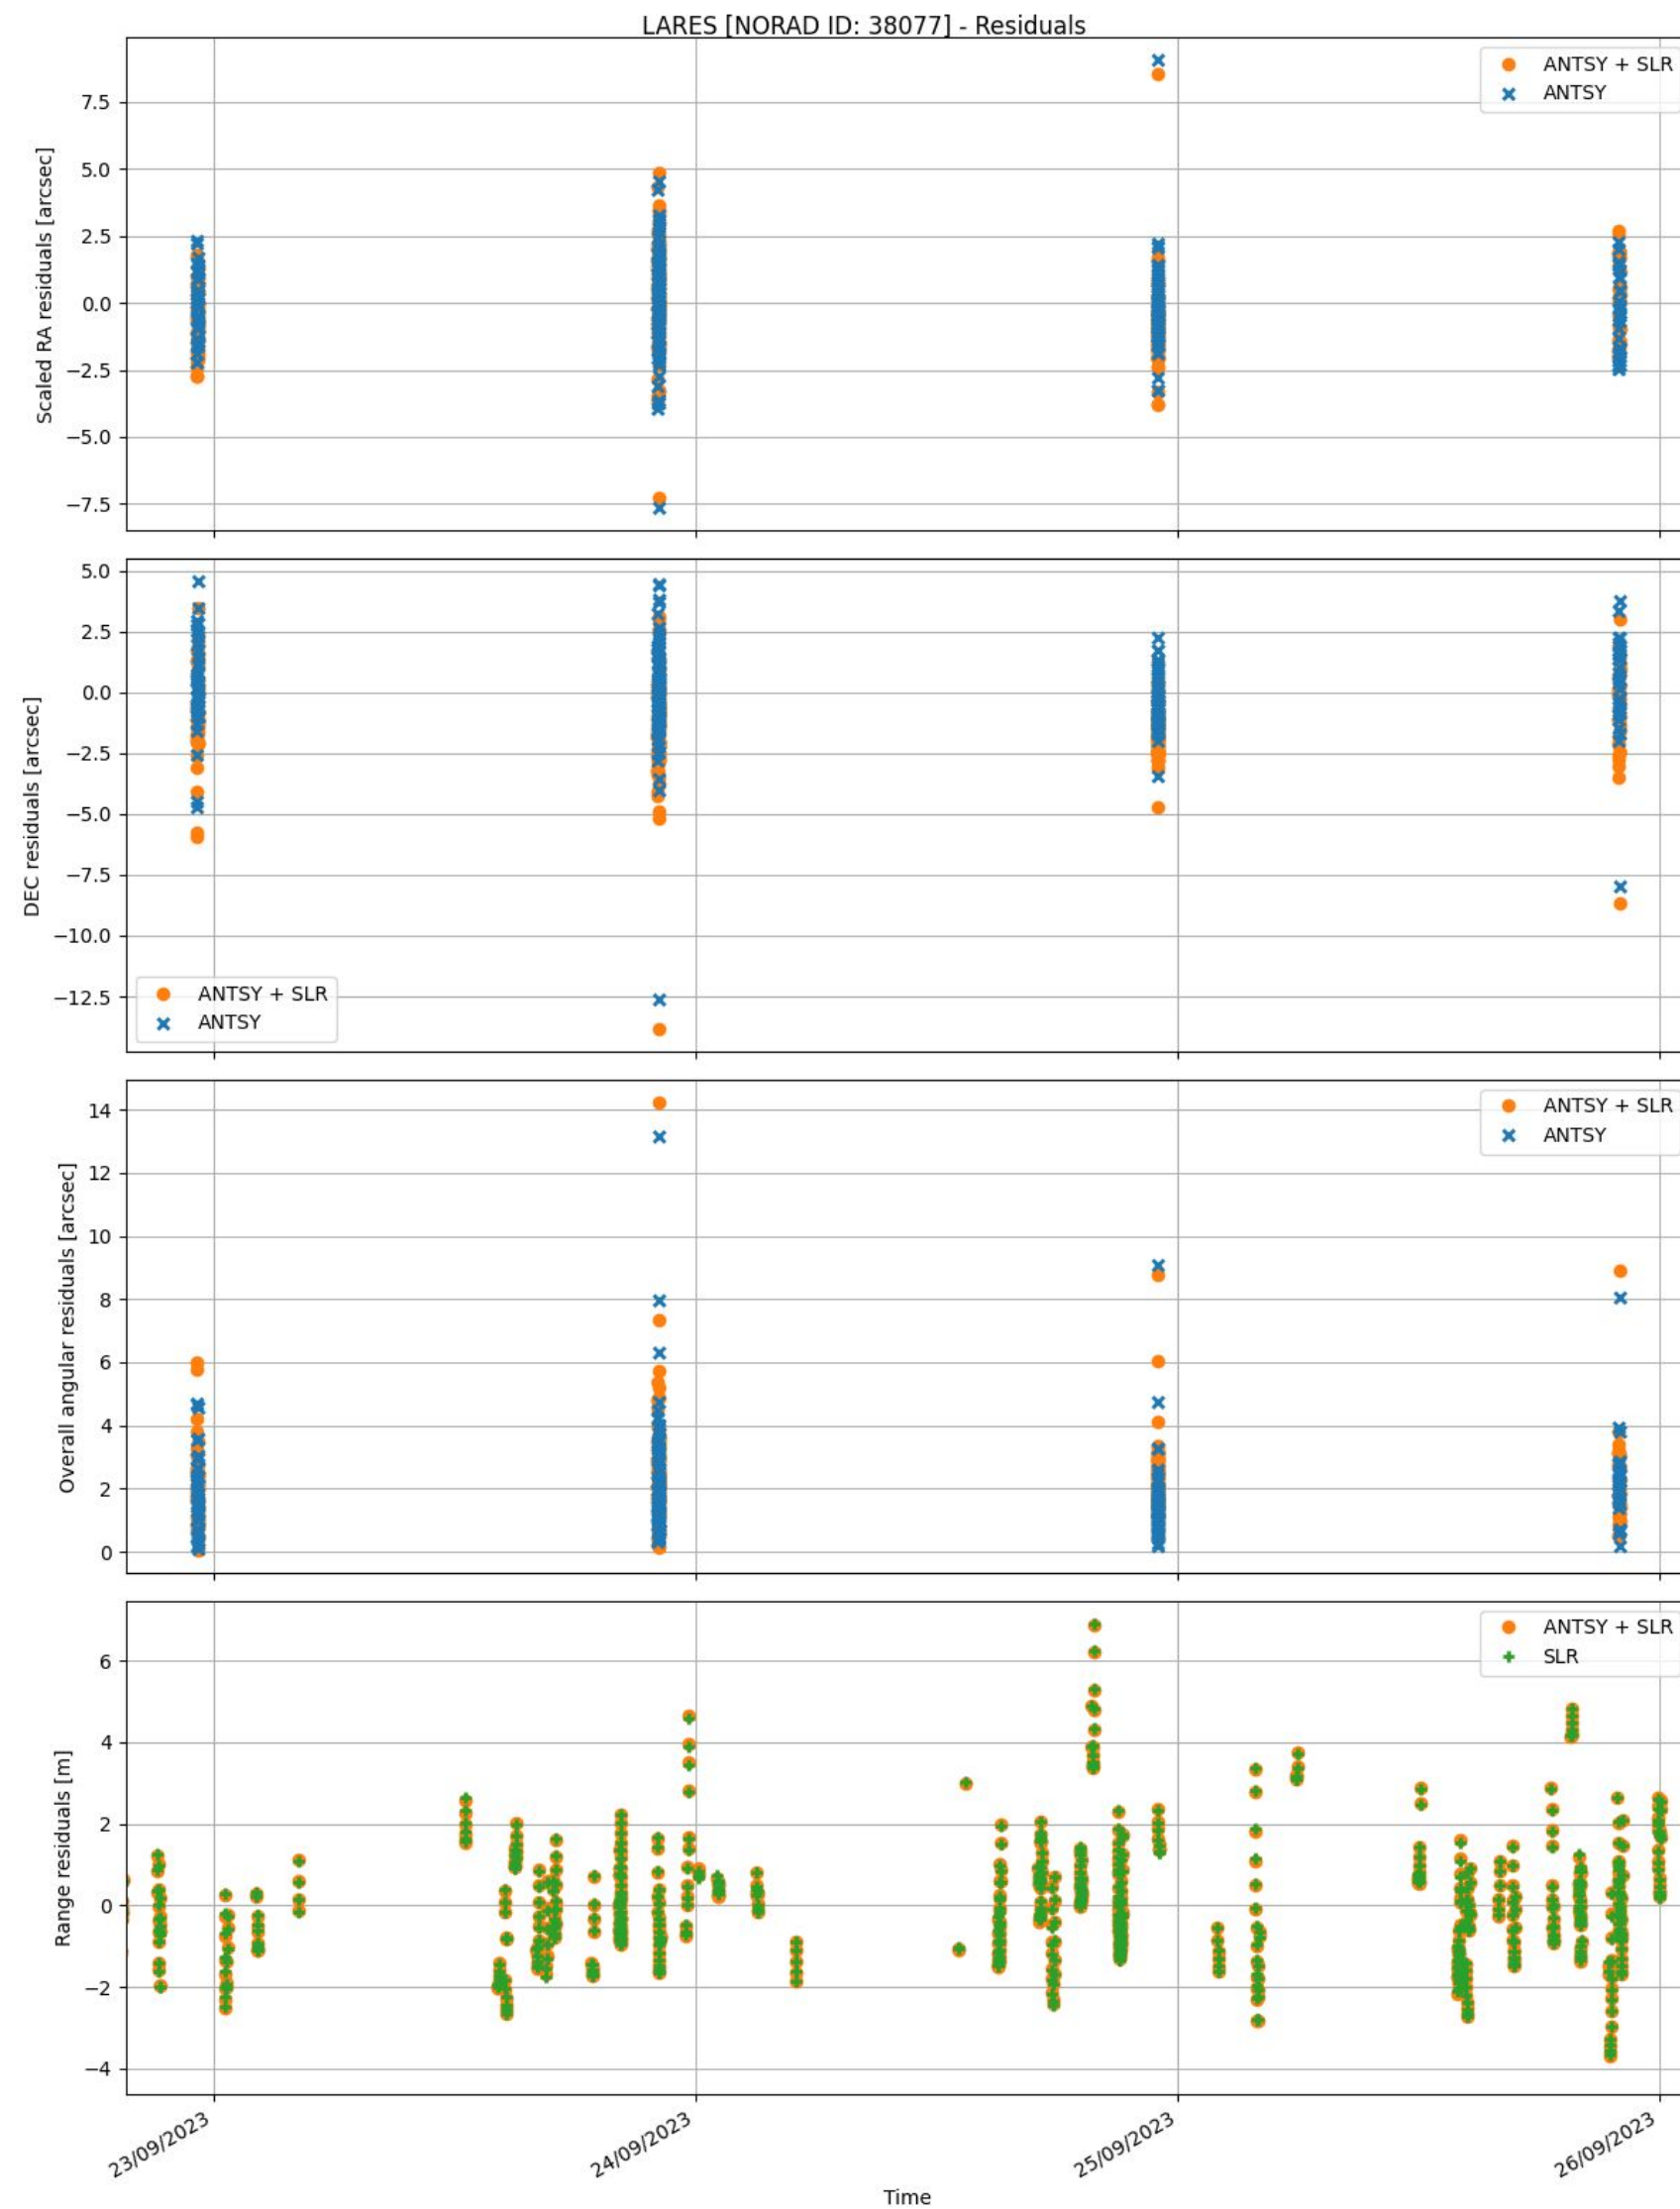 LARES [NORAD ID: 38077] - Residuals
ANTSY + SLR
ANTSY
7.5
5.0
2.5
0.0
−2.5
−5.0
−7.5
Scaled RA residuals [arcsec]
5.0
2.5
0.0
−2.5
−5.0
−7.5
−10.0
−12.5
DEC residuals [arcsec]
ANTSY + SLR
ANTSY
14
12
10
8
6
4
2
0
Overall angular residuals [arcsec]
ANTSY + SLR
ANTSY
6
4
2
0
−2
−4
Range residuals [m]
ANTSY + SLR
SLR
23/09/2023
24/09/2023
25/09/2023
26/09/2023
Time